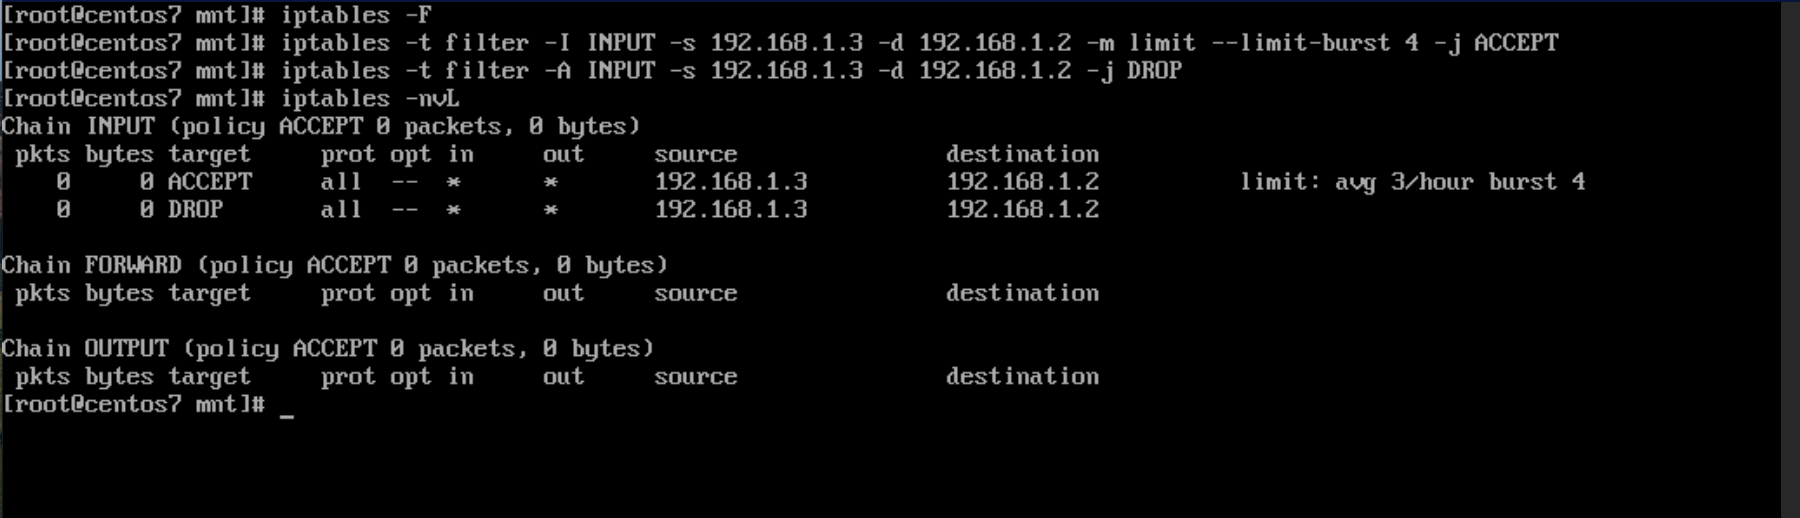 [root@centos7 mnt]# iptables -F
[root@centos7 mnt]# iptables -t filter -I INPUT -s 192.168.1.3 -d 192.168.1.2 -m limit --limit-burst 4 -j ACCEPT
[root@centos7 mnt]# iptables -t filter -A INPUT -s 192.168.1.3 -d 192.168.1.2 -j DROP
[root@centos7 mnt]# iptables -nvL
Chain INPUT (policy ACCEPT 0 packets, 0 bytes)
 pkts bytes target     prot opt in     out     source               destination
    0     0 ACCEPT     all  --  *      *       192.168.1.3          192.168.1.2          limit: avg 3/hour burst 4
    0     0 DROP       all  --  *      *       192.168.1.3          192.168.1.2

Chain FORWARD (policy ACCEPT 0 packets, 0 bytes)
 pkts bytes target     prot opt in     out     source               destination

Chain OUTPUT (policy ACCEPT 0 packets, 0 bytes)
 pkts bytes target     prot opt in     out     source               destination
[root@centos7 mnt]# _